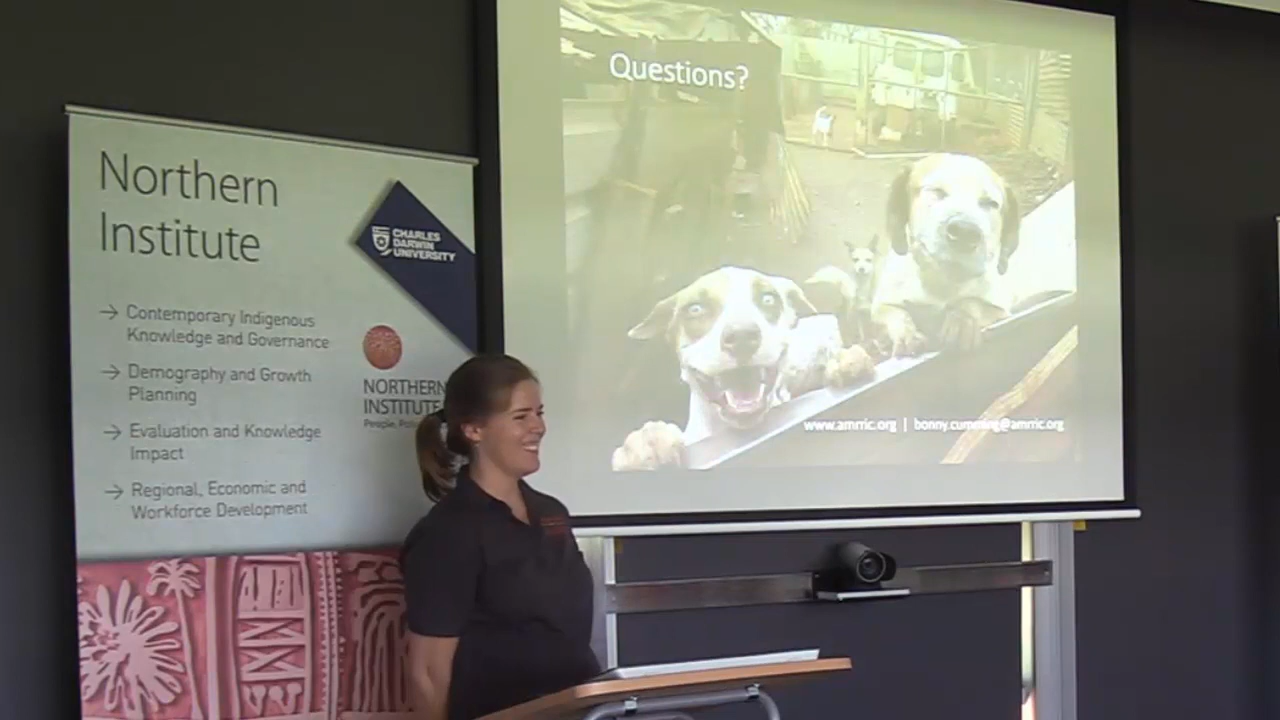 Northern
Institute
CHARLES
DARWIN
UNIVERSITY
→ Contemporary Indigenous
Knowledge and Governance
→ Demography and Growth
Planning
→ Evaluation and Knowledge
Impact
→ Regional, Economic and
Workforce Development
NORTHERN
INSTITUTE
People.
Questions?
www.amrric.org | bonny.cumming@amrric.org